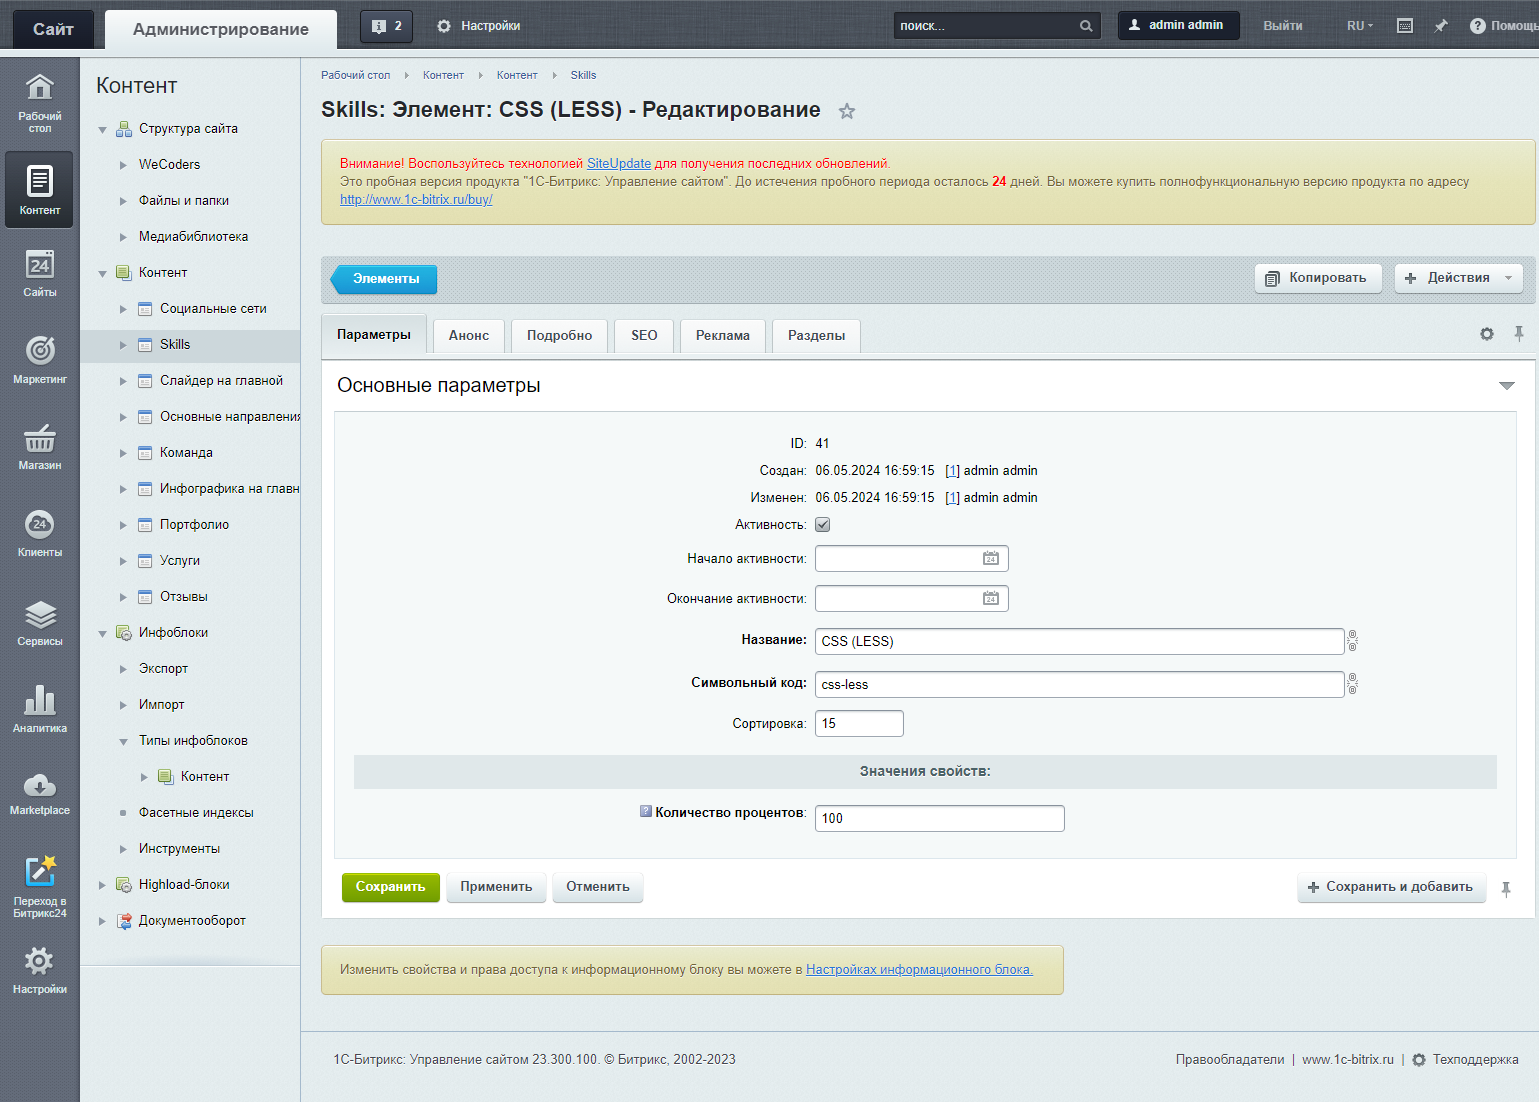 Сайт
Администрирование
2
Настройки
поиск...
admin admin
Выйти
RU
Помощь
Рабочий стол
Контент
24
Сайты
Маркетинг
Магазин
24
Клиенты
Сервисы
Аналитика
Marketplace
Переход в Битрикс24
Настройки
Контент
Структура сайта
WeCoders
Файлы и папки
Медиабиблиотека
Контент
Социальные сети
Skills
Слайдер на главной
Основные направления
Команда
Инфографика на главн
Портфолио
Услуги
Отзывы
Инфоблоки
Экспорт
Импорт
Типы инфоблоков
Контент
Фасетные индексы
Инструменты
Highload-блоки
Документооборот
Рабочий стол Контент Контент Skills
Skills: Элемент: CSS (LESS) - Редактирование
Внимание! Воспользуйтесь технологией SiteUpdate для получения последних обновлений.
Это пробная версия продукта "1С-Битрикс: Управление сайтом". До истечения пробного периода осталось 24 дней. Вы можете купить полнофункциональную версию продукта по адресу
http://www.1c-bitrix.ru/buy/
Элементы
Копировать
Действия
Параметры
Анонс
Подробно
SEO
Реклама
Разделы
Основные параметры
ID: 41
Создан: 06.05.2024 16:59:15 [1] admin admin
Изменен: 06.05.2024 16:59:15 [1] admin admin
Активность:
Начало активности:
24
Окончание активности:
24
Название: CSS (LESS)
Символьный код: css-less
Сортировка: 15
Значения свойств:
? Количество процентов: 100
Сохранить
Применить
Отменить
Сохранить и добавить
Изменить свойства и права доступа к информационному блоку вы можете в Настройках информационного блока.
1С-Битрикс: Управление сайтом 23.300.100. © Битрикс, 2002-2023
Правообладатели | www.1c-bitrix.ru | Техподдержка